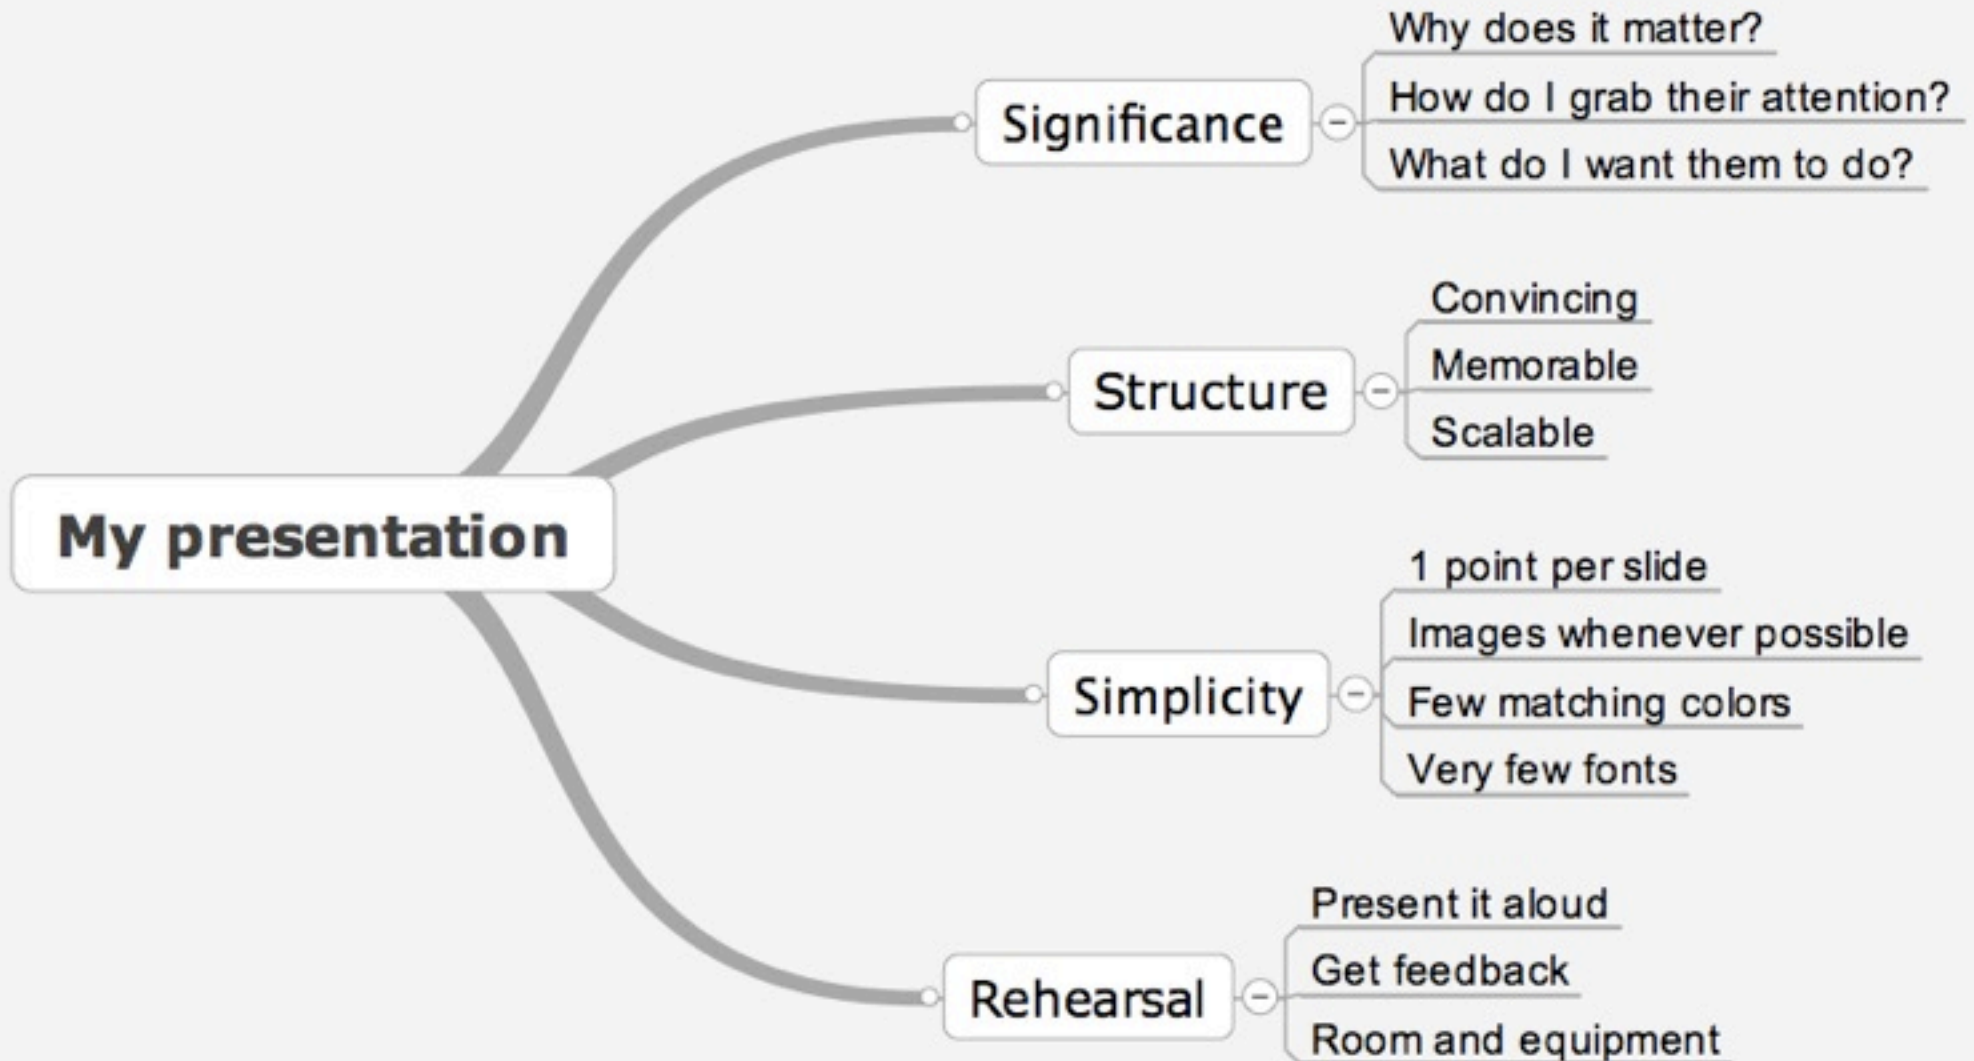 My presentation
Significance
Why does it matter?
How do I grab their attention?
What do I want them to do?
Structure
Convincing
Memorable
Scalable
Simplicity
1 point per slide
Images whenever possible
Few matching colors
Very few fonts
Rehearsal
Present it aloud
Get feedback
Room and equipment